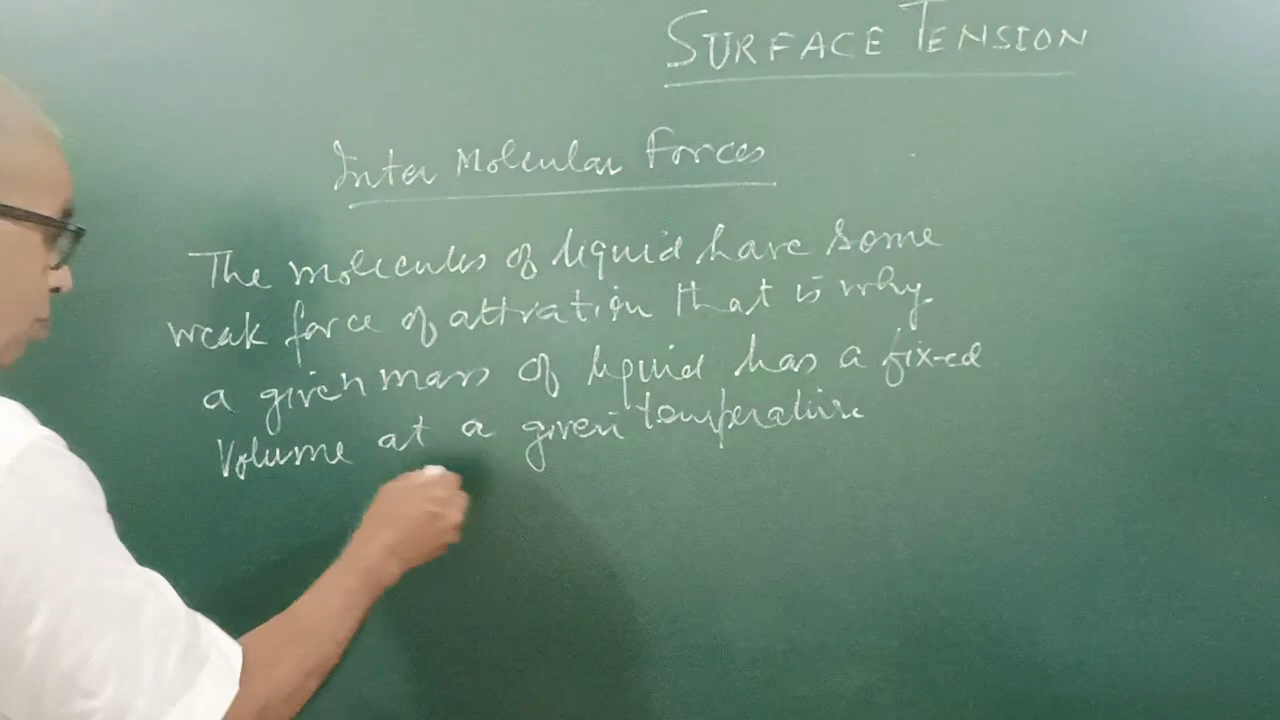 SURFACE TENSION
Inter Molecular Forces
The molecules of liquid have some
weak force of attration that is why
a given mass of liquid has a fixed
Volume at a given temperature